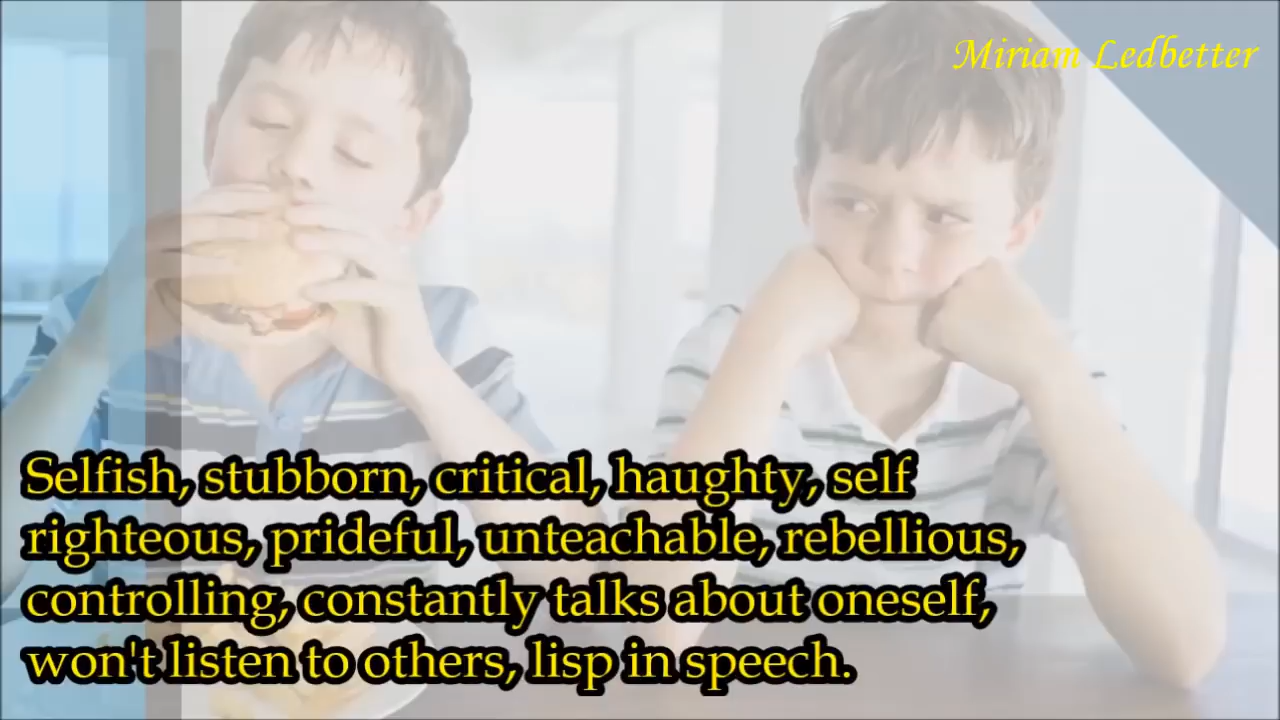 Miriam Ledbetter
Selfish, stubborn, critical, haughty, self
righteous, prideful, unteachable, rebellious,
controlling, constantly talks about oneself,
won't listen to others, lisp in speech.